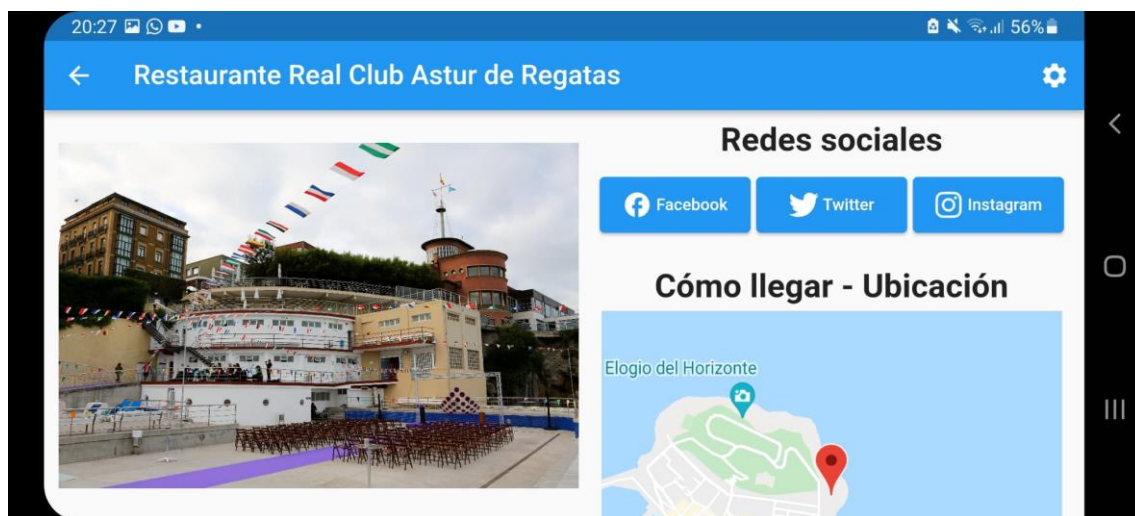 20:27
56%
Restaurante Real Club Astur de Regatas
Redes sociales
Facebook
Twitter
Instagram
Cómo llegar - Ubicación
Elogio del Horizonte